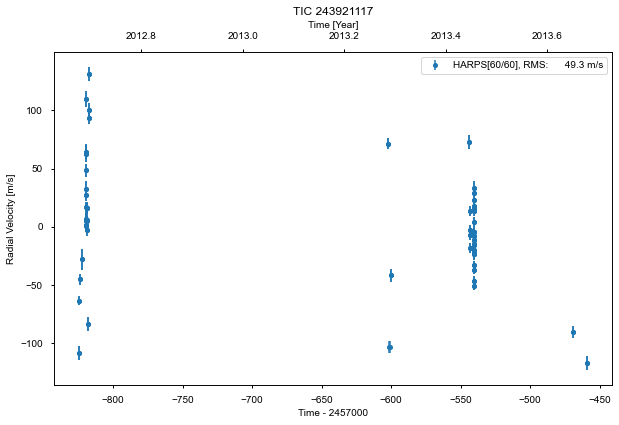 TIC 243921117
Time [Year]
2012.8 2013.0 2013.2 2013.4 2013.6
HARPS[60/60], RMS: 49.3 m/s
100
50
0
−50
−100
Radial Velocity [m/s]
−800 −750 −700 −650 −600 −550 −500 −450
Time - 2457000